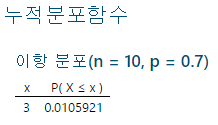 누적분포함수
이항 분포(n = 10, p = 0.7)
x P( X ≤ x )
3 0.0105921